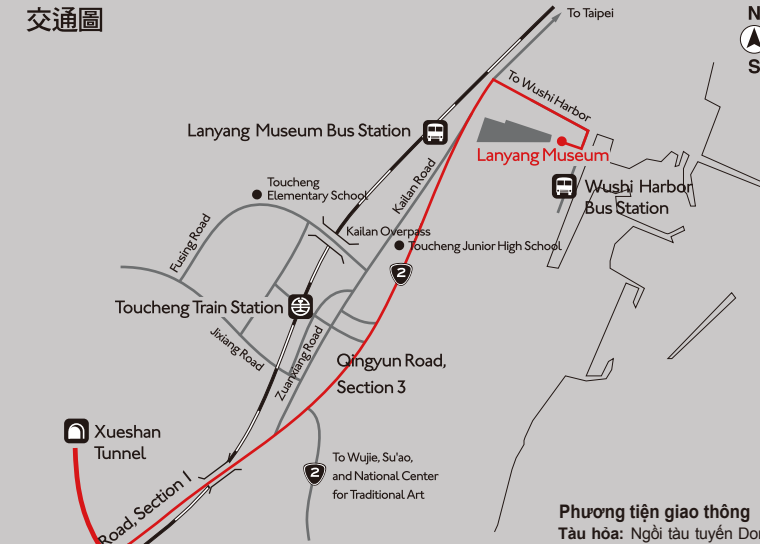 交通圖
To Taipei
N
S
To Wushi Harbor
Lanyang Museum Bus Station
Lanyang Museum
Kailan Road
Wushi Harbor
Bus Station
Toucheng
Elementary School
Kailan Overpass
Toucheng Junior High School
Fusing Road
2
Toucheng Train Station
Jixiang Road
Zuanxiang Road
Qingyun Road,
Section 3
Xueshan
Tunnel
2
To Wujie, Su'ao,
and National Center
for Traditional Art
Road, Section 1
Phương tiện giao thông
Tàu hỏa: Ngồi tàu tuyến